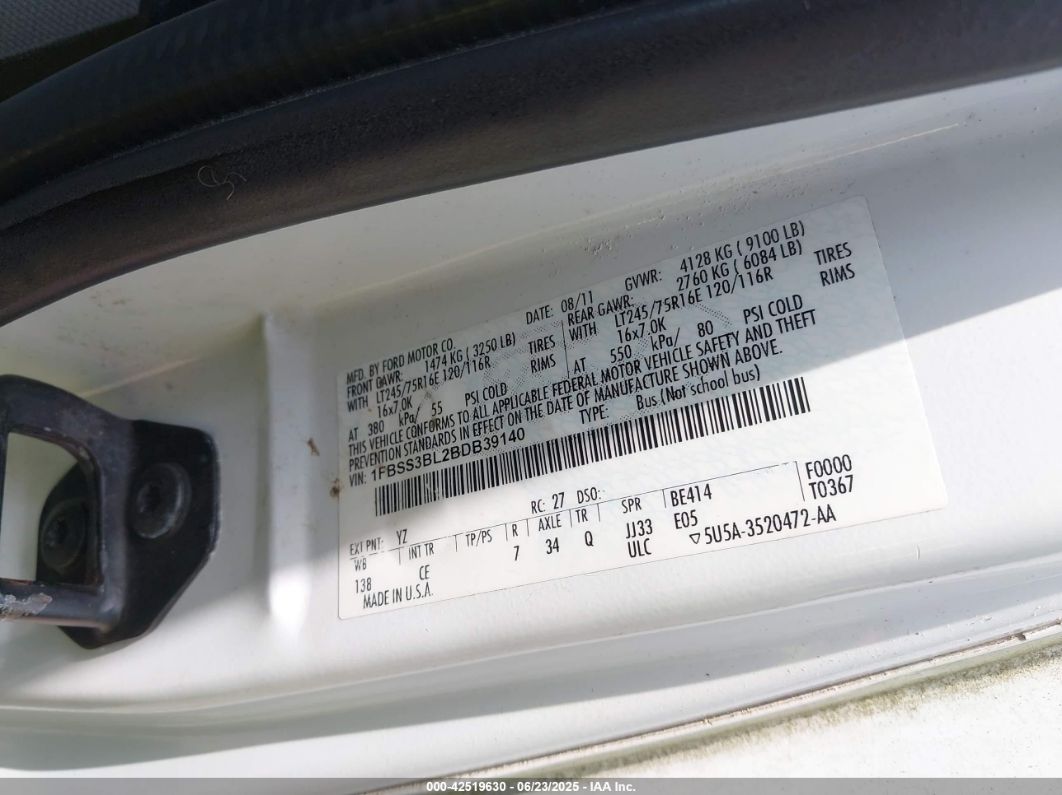 MFD. BY FORD MOTOR CO. DATE: 08/11 GVWR: 4128 KG ( 9100 LB)
FRONT GAWR: 1474 KG ( 3250 LB) REAR GAWR: 2760 KG ( 6084 LB)
WITH LT245/75R16E 120/116R TIRES WITH LT245/75R16E 120/116R TIRES
16x7.0K RIMS 16x7.0K RIMS
AT 380 kPa/ 55 PSI COLD AT 550 kPa/ 80 PSI COLD
THIS VEHICLE CONFORMS TO ALL APPLICABLE FEDERAL MOTOR VEHICLE SAFETY AND THEFT
PREVENTION STANDARDS IN EFFECT ON THE DATE OF MANUFACTURE SHOWN ABOVE.
VIN: 1FBSS3BL2BDB39140 TYPE: Bus (Not school bus)
EXT PNT: YZ RC: 27 DSO:
WB INT TR TP/PS R AXLE TR SPR BE414 F0000
138 CE 7 34 Q JJ33 E05 T0367
MADE IN U.S.A. ULC ▽5U5A-3520472-AA
000-42519630 - 06/23/2025 - IAA Inc.